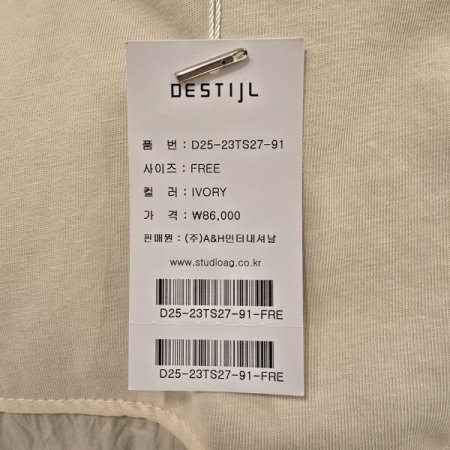 DESTIJL
품 번 : D25-23TS27-91
사이즈 : FREE
컬 러 : IVORY
가 격 : ₩86,000
판매원 : (주)A&H인터내셔날
www.studioag.co.kr
D25-23TS27-91-FRE
D25-23TS27-91-FRE